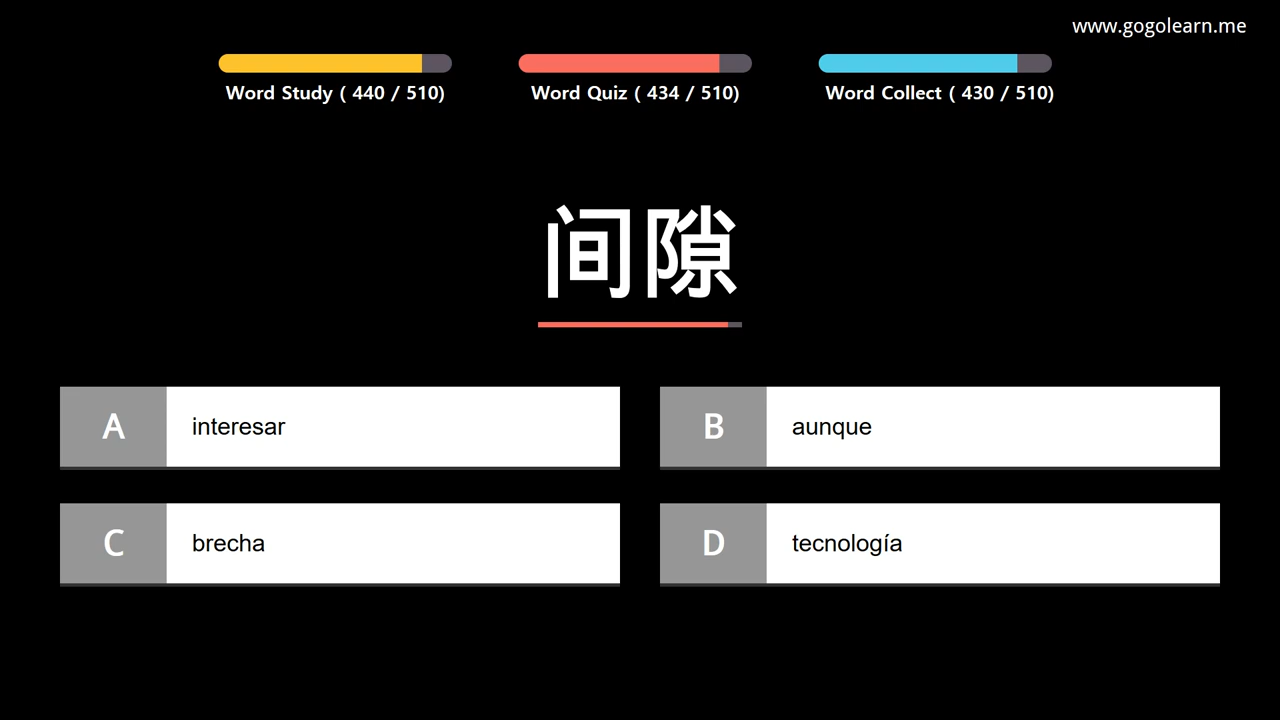 www.gogolearn.me
Word Study ( 440 / 510)
Word Quiz ( 434 / 510)
Word Collect ( 430 / 510)
间隙
A interesar
B aunque
C brecha
D tecnología